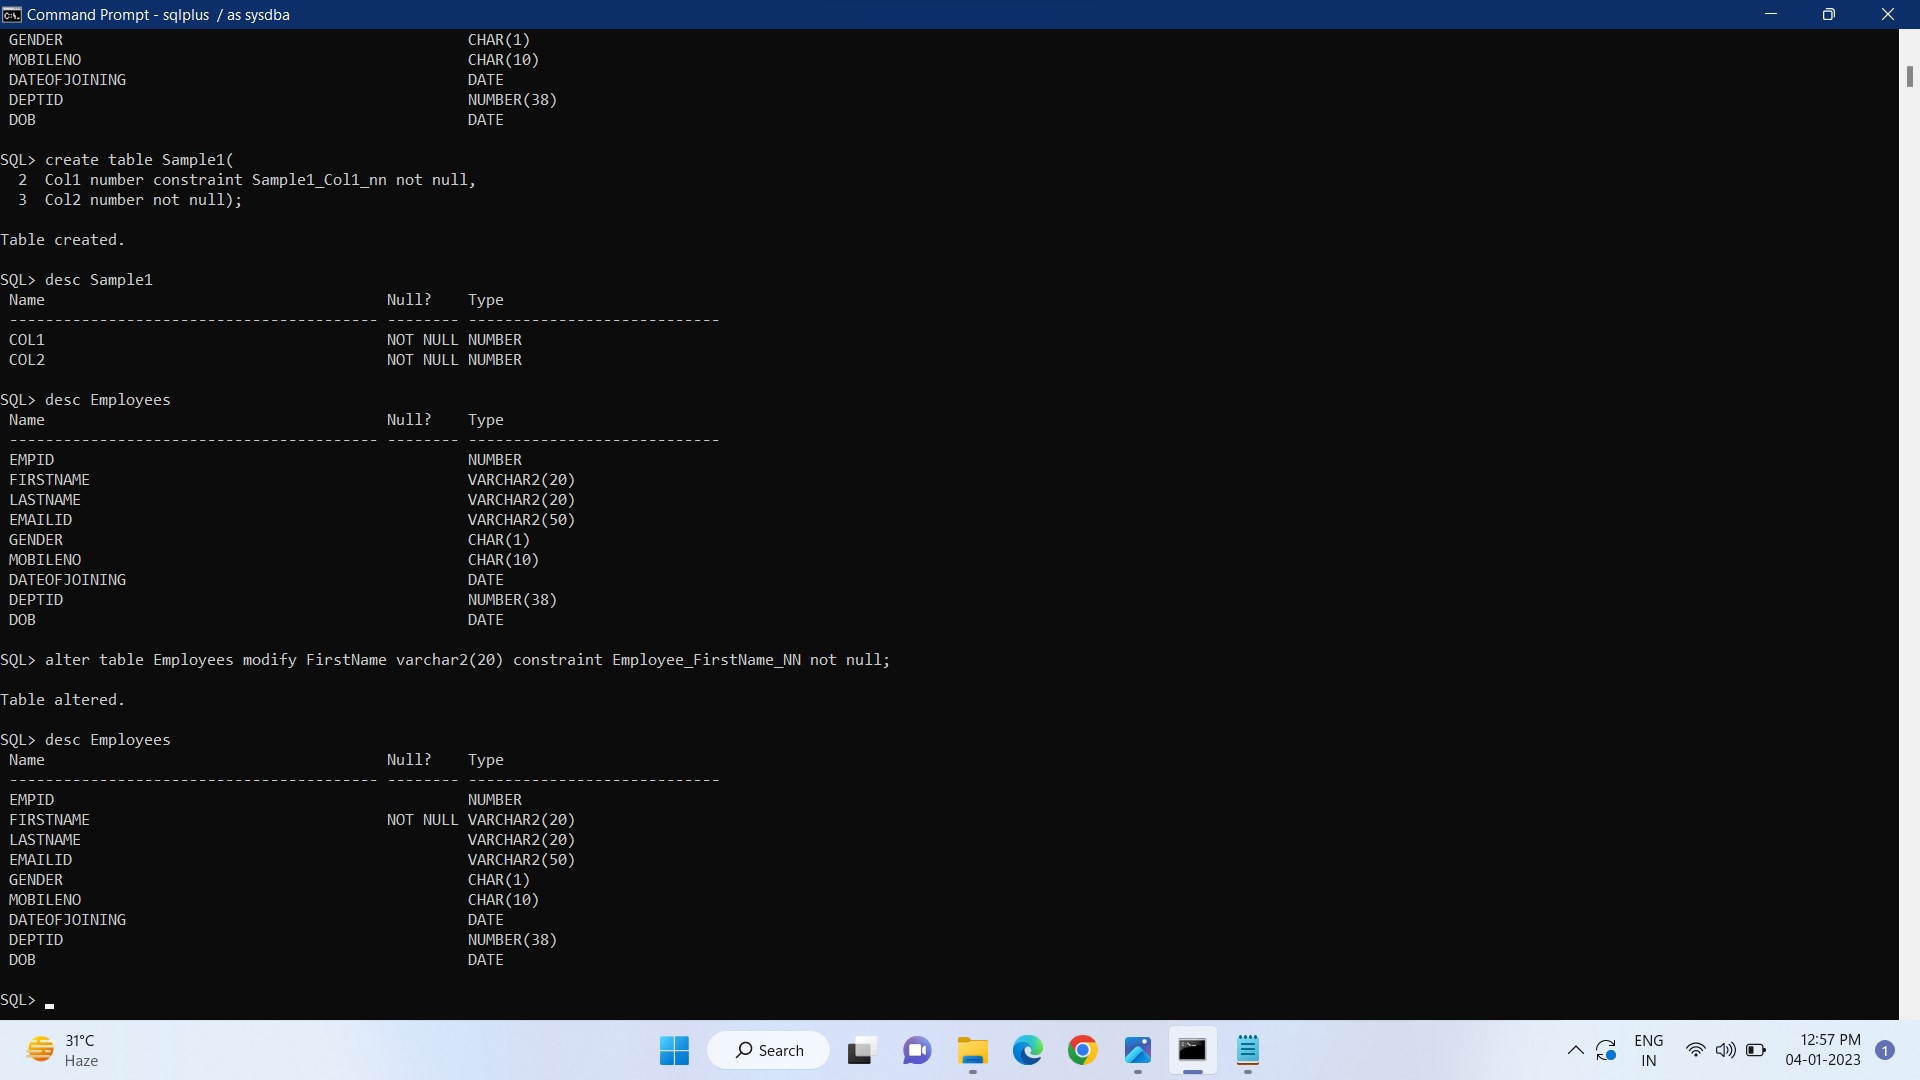 Command Prompt - sqlplus / as sysdba
GENDER CHAR(1)
MOBILENO CHAR(10)
DATEOFJOINING DATE
DEPTID NUMBER(38)
DOB DATE
SQL> create table Sample1(
2 Col1 number constraint Sample1_Col1_nn not null,
3 Col2 number not null);
Table created.
SQL> desc Sample1
Name Null? Type
----------------------------------------- -------- ----------------------------
COL1 NOT NULL NUMBER
COL2 NOT NULL NUMBER
SQL> desc Employees
Name Null? Type
----------------------------------------- -------- ----------------------------
EMPID NUMBER
FIRSTNAME VARCHAR2(20)
LASTNAME VARCHAR2(20)
EMAILID VARCHAR2(50)
GENDER CHAR(1)
MOBILENO CHAR(10)
DATEOFJOINING DATE
DEPTID NUMBER(38)
DOB DATE
SQL> alter table Employees modify FirstName varchar2(20) constraint Employee_FirstName_NN not null;
Table altered.
SQL> desc Employees
Name Null? Type
----------------------------------------- -------- ----------------------------
EMPID NUMBER
FIRSTNAME NOT NULL VARCHAR2(20)
LASTNAME VARCHAR2(20)
EMAILID VARCHAR2(50)
GENDER CHAR(1)
MOBILENO CHAR(10)
DATEOFJOINING DATE
DEPTID NUMBER(38)
DOB DATE
SQL>
31°C
Haze
Search
ENG
IN
12:57 PM
04-01-2023
1